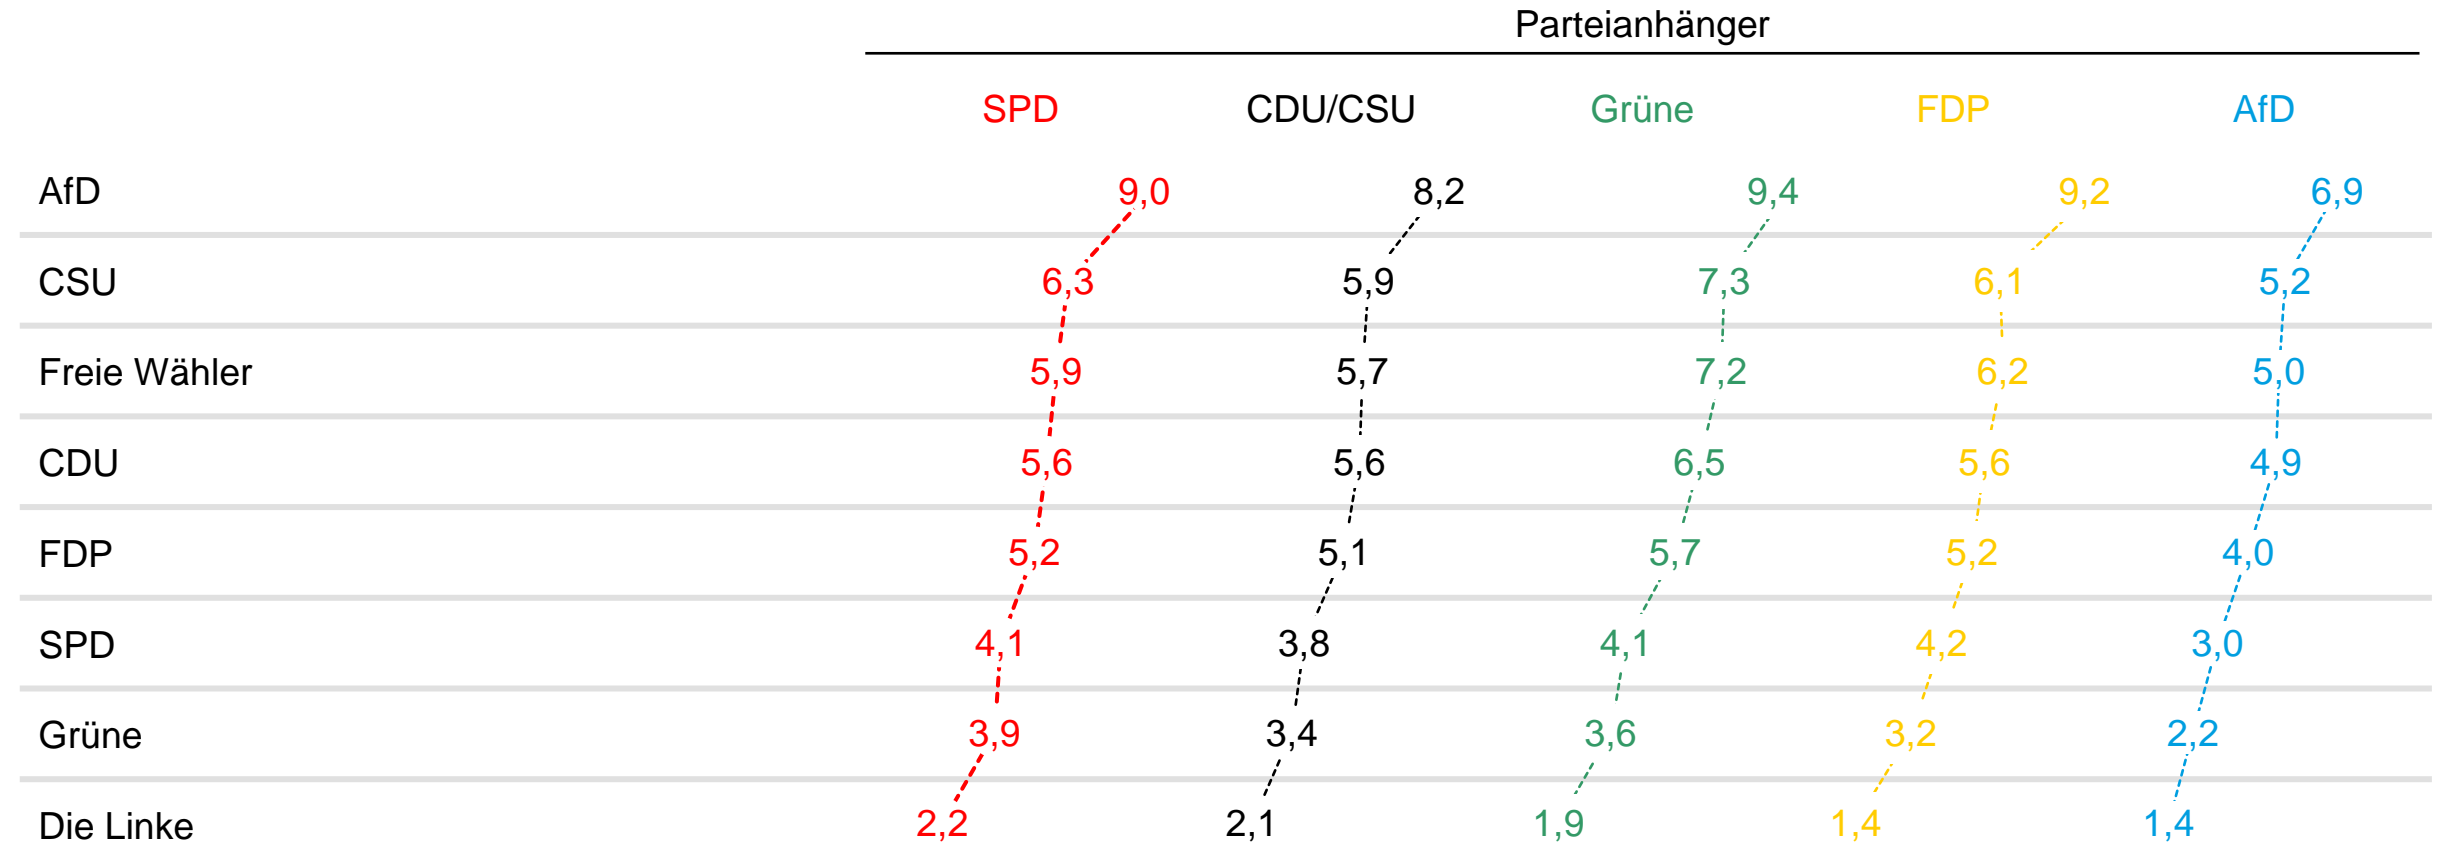 Parteianhänger
SPD CDU/CSU Grüne FDP AfD
AfD 9,0 8,2 9,4 9,2 6,9
CSU 6,3 5,9 7,3 6,1 5,2
Freie Wähler 5,9 5,7 7,2 6,2 5,0
CDU 5,6 5,6 6,5 5,6 4,9
FDP 5,2 5,1 5,7 5,2 4,0
SPD 4,1 3,8 4,1 4,2 3,0
Grüne 3,9 3,4 3,6 3,2 2,2
Die Linke 2,2 2,1 1,9 1,4 1,4